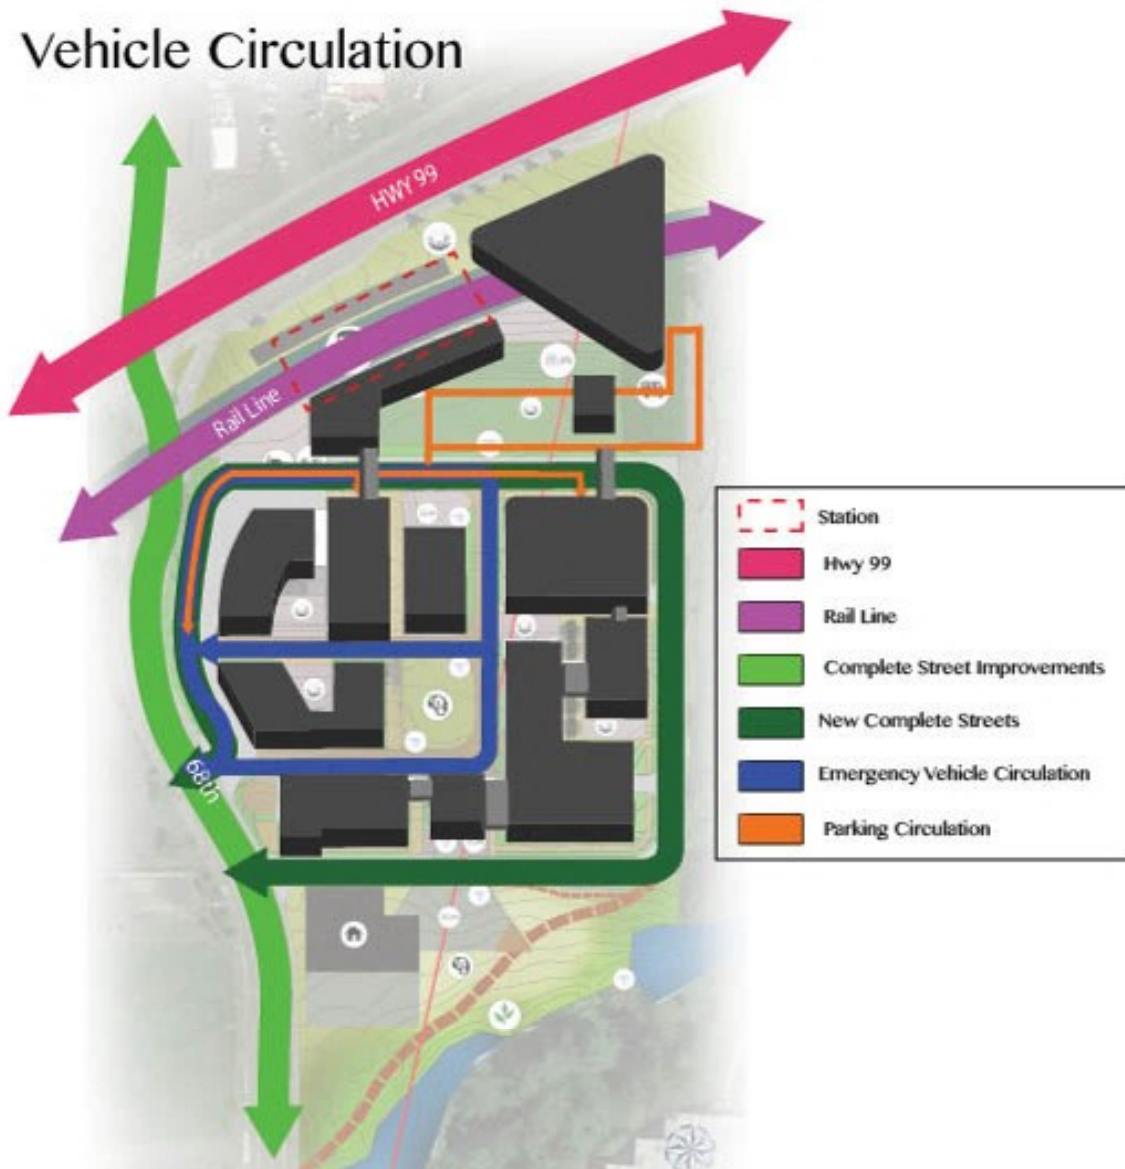 Vehicle Circulation
HWY 99
Rail Line
68th
Station
Hwy 99
Rail Line
Complete Street Improvements
New Complete Streets
Emergency Vehicle Circulation
Parking Circulation